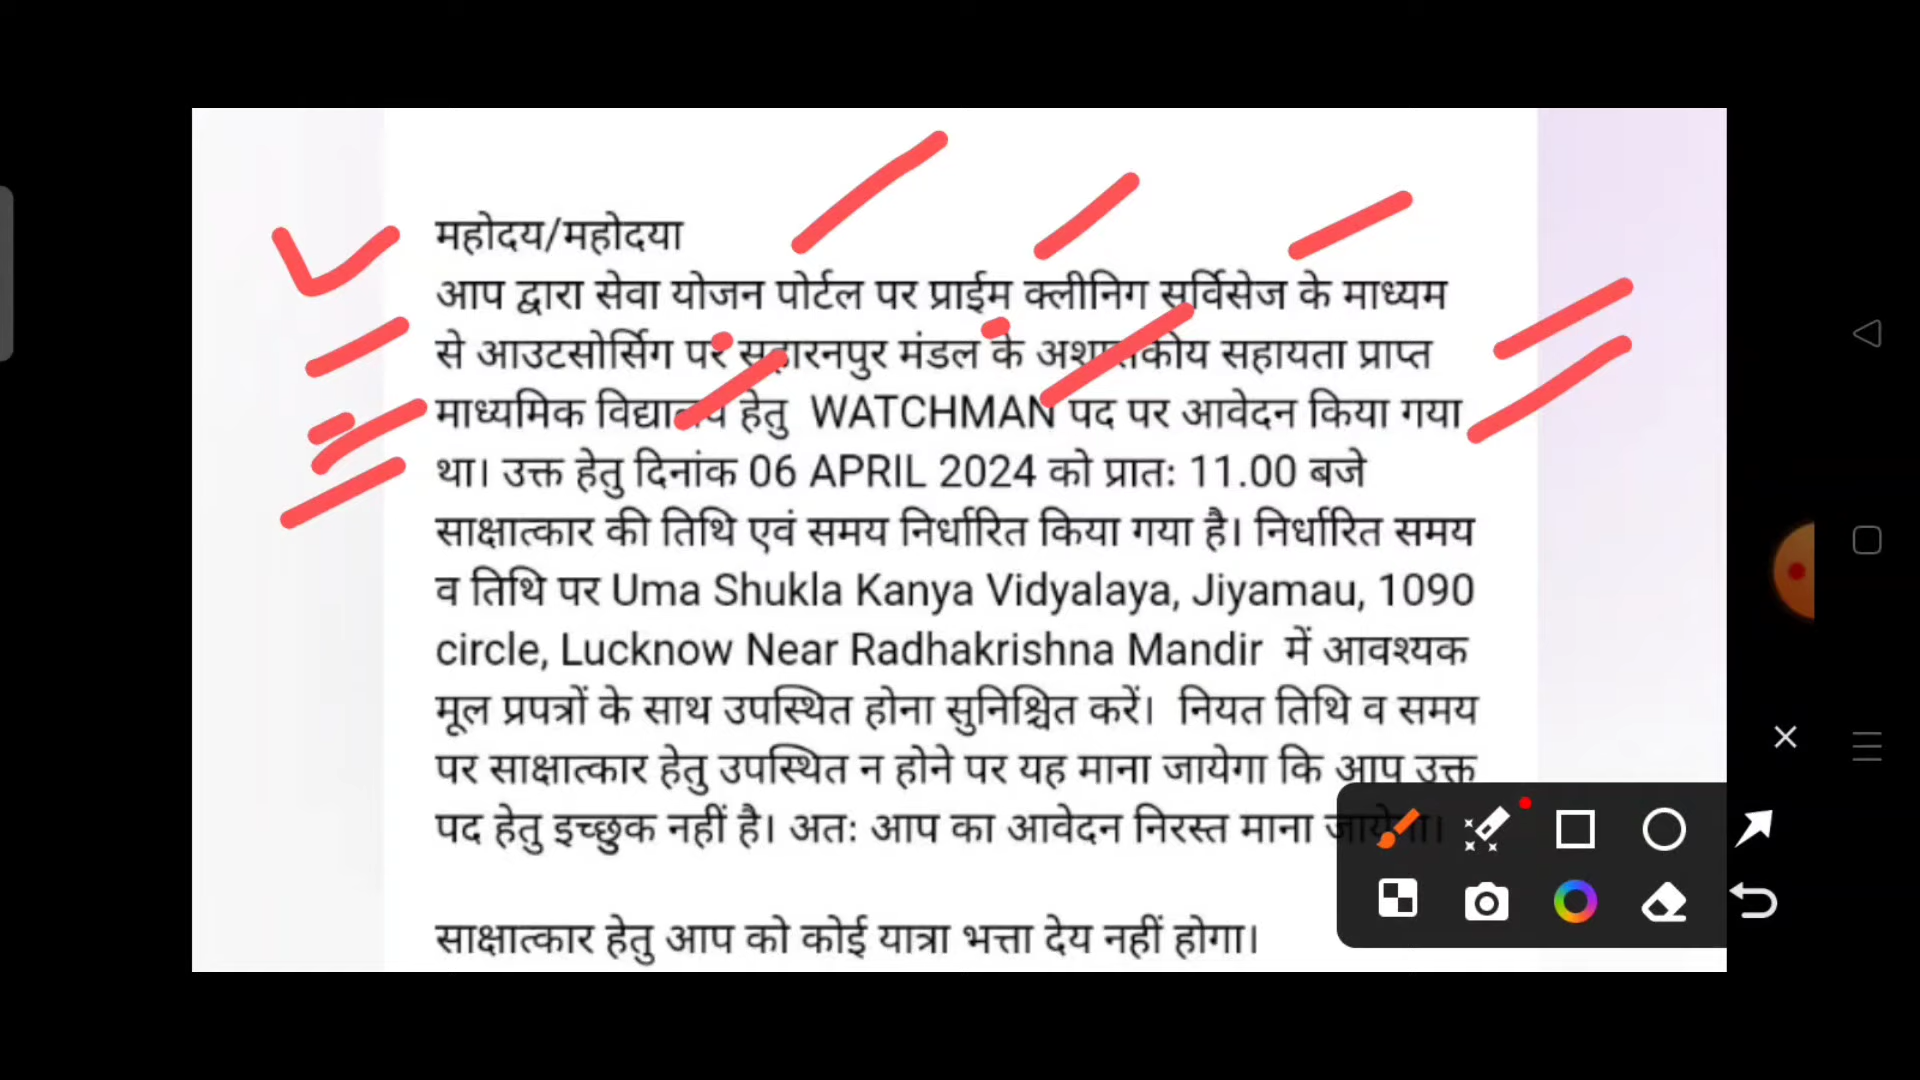 महोदय/महोदया
आप द्वारा सेवा योजन पोर्टल पर प्राईम क्लीनिग सर्विसेज के माध्यम
से आउटसोर्सिग पर सहारनपुर मंडल के अशासकीय सहायता प्राप्त
माध्यमिक विद्यालय हेतु WATCHMAN पद पर आवेदन किया गया
था। उक्त हेतु दिनांक 06 APRIL 2024 को प्रातः 11.00 बजे
साक्षात्कार की तिथि एवं समय निर्धारित किया गया है। निर्धारित समय
व तिथि पर Uma Shukla Kanya Vidyalaya, Jiyamau, 1090
circle, Lucknow Near Radhakrishna Mandir में आवश्यक
मूल प्रपत्रों के साथ उपस्थित होना सुनिश्चित करें। नियत तिथि व समय
पर साक्षात्कार हेतु उपस्थित न होने पर यह माना जायेगा कि आप उक्त
पद हेतु इच्छुक नहीं है। अतः आप का आवेदन निरस्त माना जायेगा।
साक्षात्कार हेतु आप को कोई यात्रा भत्ता देय नहीं होगा।